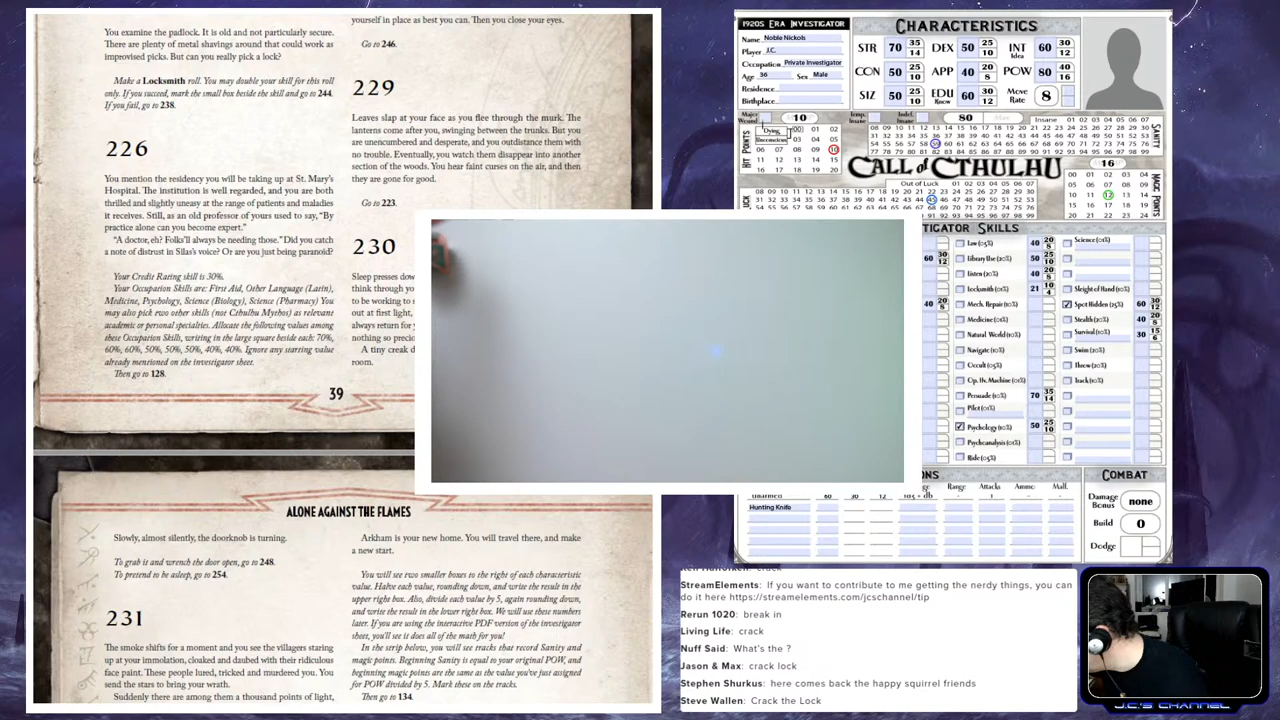 You examine the padlock. It is old and not particularly secure.
There are plenty of metal shavings around that could work as
improvised picks. But can you really pick a lock?
Make a Locksmith roll. You may double your skill for this roll
only. If you succeed, mark the small box beside the skill and go to 244.
If you fail, go to 238.
226
You mention the residency you will be taking up at St. Mary's
Hospital. The institution is well regarded, and you are both
thrilled and slightly uneasy at the range of patients and maladies
it receives. Still, as an old professor of yours used to say, "By
practice alone can you become expert."
"A doctor, eh? Folks'll always be needing those." Did you catch
a note of distrust in Silas's voice? Or are you just being paranoid?
Your Credit Rating skill is 30%.
Your Occupation Skills are: First Aid, Other Language (Latin),
Medicine, Psychology, Science (Biology), Science (Pharmacy) You
may also pick two other skills (not Cthulhu Mythos) as relevant
academic or personal specialties. Allocate the following values among
these Occupation Skills, writing in the large square beside each: 70%,
60%, 60%, 50%, 50%, 50%, 40%, 40%. Ignore any starting value
already mentioned on the investigator sheet.
Then go to 128.
yourself in place as best you can. Then you close your eyes.
Go to 246.
229
Leaves slap at your face as you flee through the murk. The
lanterns come after you, swinging between the trunks. But you
are unencumbered and desperate, and you outdistance them with
no trouble. Eventually, you watch them disappear into another
section of the woods. You hear faint curses on the air, and then
they are gone for good.
Go to 223.
230
Sleep presses dow
think through yo
to be working to s
out at first light,
always return for y
nothing so precio
A tiny creak d
room.
39
ALONE AGAINST THE FLAMES
Slowly, almost silently, the doorknob is turning.
To grab it and wrench the door open, go to 248.
To pretend to be asleep, go to 254.
231
The smoke shifts for a moment and you see the villagers staring
up at your immolation, cloaked and daubed with their ridiculous
face paint. These people lured, tricked and murdered you. You
send the stars to bring your wrath.
Suddenly there are among them a thousand points of light,
Arkham is your new home. You will travel there, and make
a new start.
You will see two smaller boxes to the right of each characteristic
value. Halve each value, rounding down, and write the result in the
upper right box. Also, divide each value by 5, again rounding down,
and write the result in the lower right box. We will use these numbers
later. If you are using the interactive PDF version of the investigator
sheet, you'll see it does all of the math for you!
In the strip below, you will see tracks that record Sanity and
magic points. Beginning Sanity is equal to your original POW, and
beginning magic points are the same as the value you've just assigned
for POW divided by 5. Mark these on the tracks.
Then go to 134.
1920S ERA INVESTIGATOR
Name Noble Nickols
Player J.C.
Occupation Private Investigator
Age 36 Sex Male
Residence
Birthplace
CHARACTERISTICS
STR 70 35 14 DEX 50 25 10 INT Idea 60 30 12
CON 50 25 10 APP 40 20 8 POW 80 40 16
SIZ 50 25 10 EDU Know 60 30 12 Move Rate 8
Major Wound 10
Temp. Insane Indef. Insane 80 Max
Dying
Unconscious
HIT POINTS
Insane 01 02 03 04 05 06 07
SANITY
CALL OF CTHULHU
16
MAGIC POINTS
Out of Luck 01 02 03 04 05 06 07
TIGATOR SKILLS
Law (05%) 40 20 8 Science (01%)
60 30 12 Library Use (20%) 50 25 10
Listen (20%) 40 20 8
Locksmith (01%) 21 10 4 Sleight of Hand (10%)
40 20 8 Mech. Repair (10%) Spot Hidden (25%) 60 30 12
Medicine (01%) Stealth (20%) 40 20 8
Natural World (10%) Survival (10%) 30 15 6
Navigate (10%) Swim (20%)
Occult (05%) Throw (20%)
Op. Hv. Machine (01%) Track (10%)
Persuade (10%) 70 35 14
Pilot (01%)
Psychology (10%) 50 25 10
Psychoanalysis (01%)
Ride (05%)
ONS
Range Attacks Ammo Malf.
Unarmed 60 30 12 1d3 + db - 1 - -
Hunting Knife
COMBAT
Damage Bonus none
Build 0
Dodge
StreamElements: If you want to contribute to me getting the nerdy things, you can
do it here https://streamelements.com/jcschannel/tip
Rerun 1020: break in
Living Life: crack
Nuff Said: What's the ?
Jason & Max: crack lock
Stephen Shurkus: here comes back the happy squirrel friends
Steve Wallen: Crack the Lock
J.C.'S CHANNEL